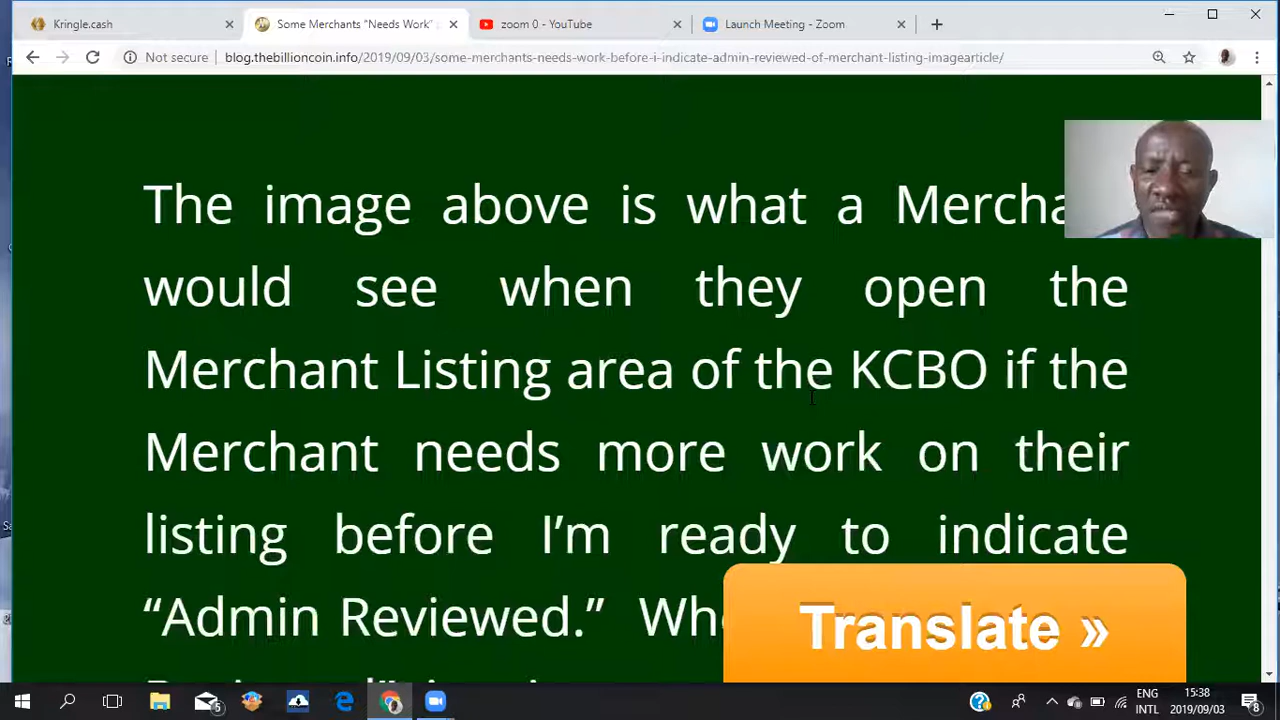 Kringle.cash
Some Merchants "Needs Work"
zoom 0 - YouTube
Launch Meeting - Zoom
Not secure
blog.thebillioncoin.info/2019/09/03/some-merchants-needs-work-before-i-indicate-admin-reviewed-of-merchant-listing-imagearticle/
The image above is what a
would see when they open the
Merchant Listing area of the KCBO if the
Merchant needs more work on their
listing before I'm ready to indicate
“Admin Reviewed.”
Translate »
ENG
INTL
15:38
2019/09/03
5
8